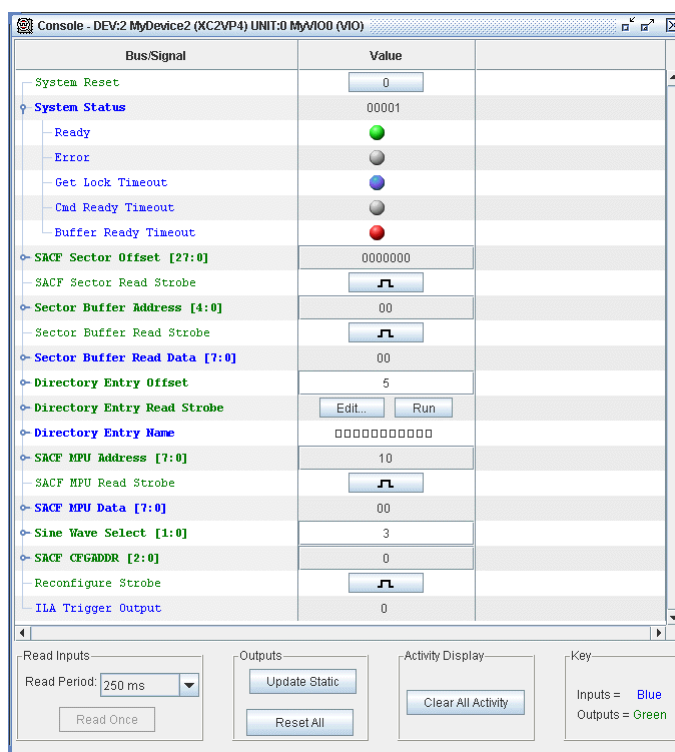 Console - DEV:2 MyDevice2 (XC2VP4) UNIT:0 MyVIO0 (VIO)
Bus/Signal Value
System Reset 0
System Status 00001
Ready
Error
Get Lock Timeout
Cmd Ready Timeout
Buffer Ready Timeout
SACF Sector Offset [27:0] 0000000
SACF Sector Read Strobe
Sector Buffer Address [4:0] 00
Sector Buffer Read Strobe
Sector Buffer Read Data [7:0] 00
Directory Entry Offset 5
Directory Entry Read Strobe Edit... Run
Directory Entry Name ▯▯▯▯▯▯▯▯▯▯▯
SACF MPU Address [7:0] 10
SACF MPU Read Strobe
SACF MPU Data [7:0] 00
Sine Wave Select [1:0] 3
SACF CFGADDR [2:0] 0
Reconfigure Strobe
ILA Trigger Output 0
Read Inputs Outputs Activity Display Key
Read Period: 250 ms Update Static Clear All Activity Inputs = Blue
Read Once Reset All Outputs = Green